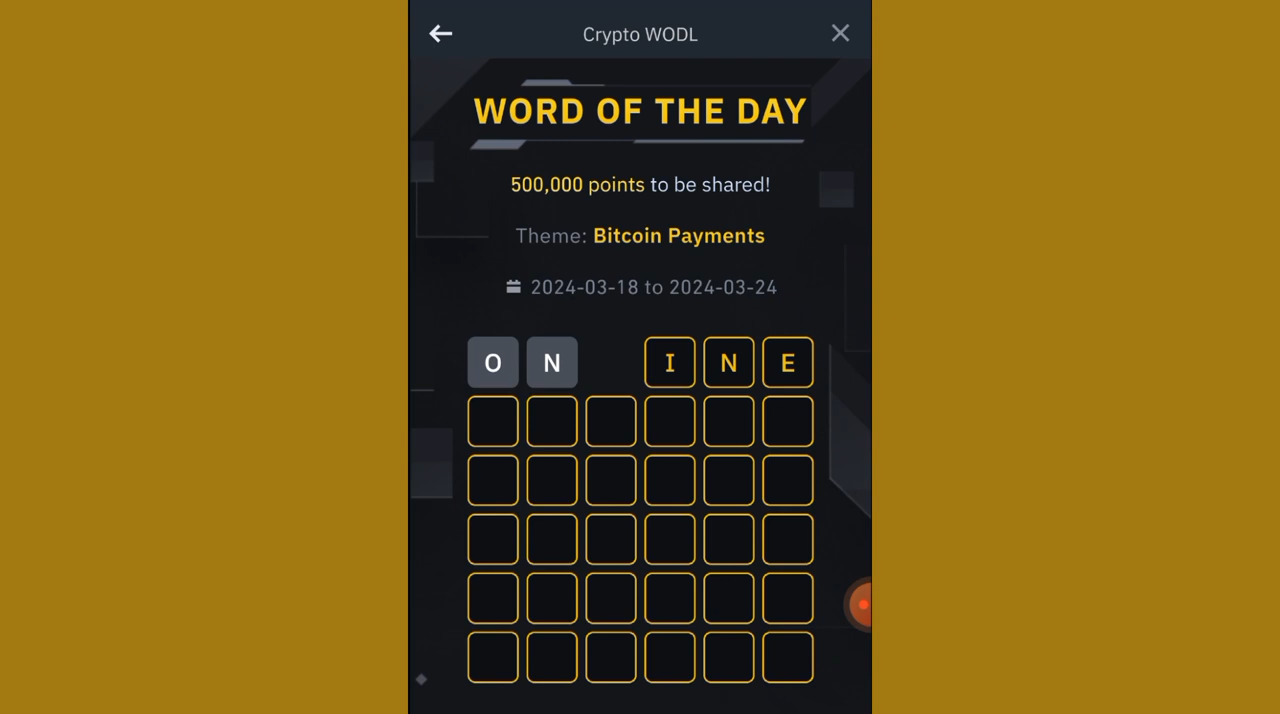 Crypto WODL
WORD OF THE DAY
500,000 points to be shared!
Theme: Bitcoin Payments
2024-03-18 to 2024-03-24
O N I N E